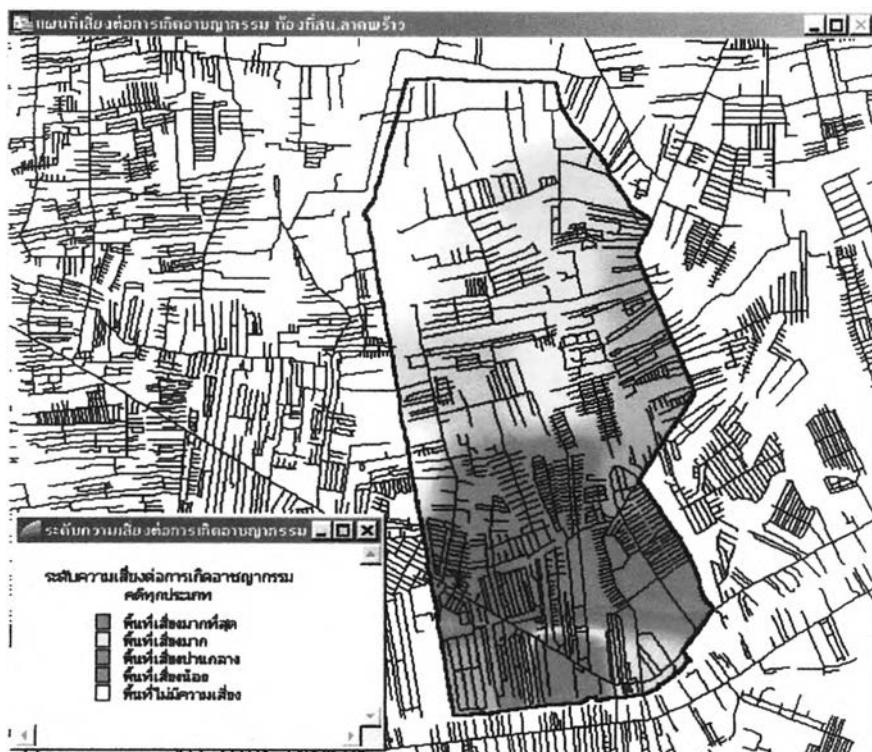 แผนที่เสี่ยงต่อการเกิดอาชญากรรม ท้องที่สน.ลาดพร้าว
ระดับความเสี่ยงต่อการเกิดอาชญากรรม
ระดับความเสี่ยงต่อการเกิดอาชญากรรม
คดีทุกประเภท
พื้นที่เสี่ยงมากที่สุด
พื้นที่เสี่ยงมาก
พื้นที่เสี่ยงปานกลาง
พื้นที่เสี่ยงน้อย
พื้นที่ไม่มีความเสี่ยง